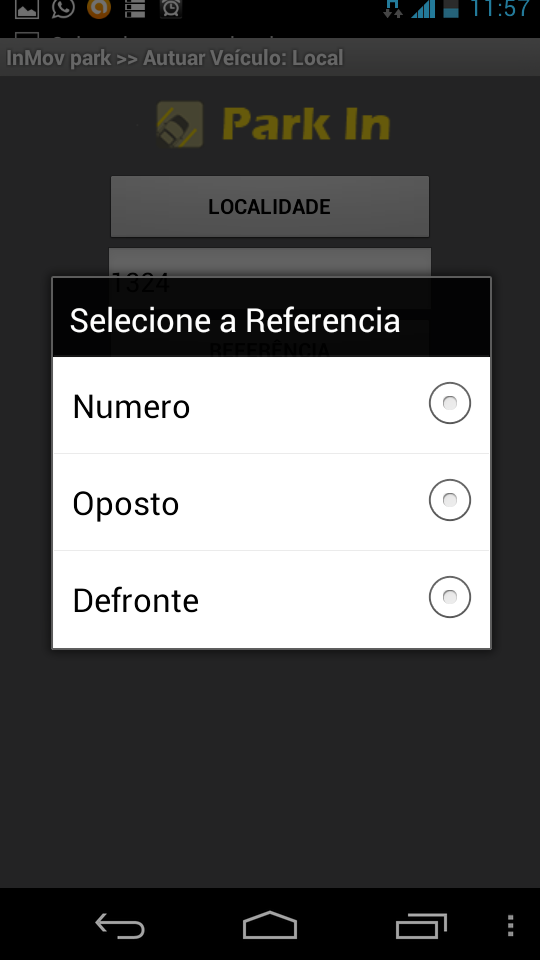 11:57
InMov park >> Autuar Veículo: Local
Park In
LOCALIDADE
1324
Selecione a Referencia
REFERÊNCIA
Numero
Oposto
Defronte